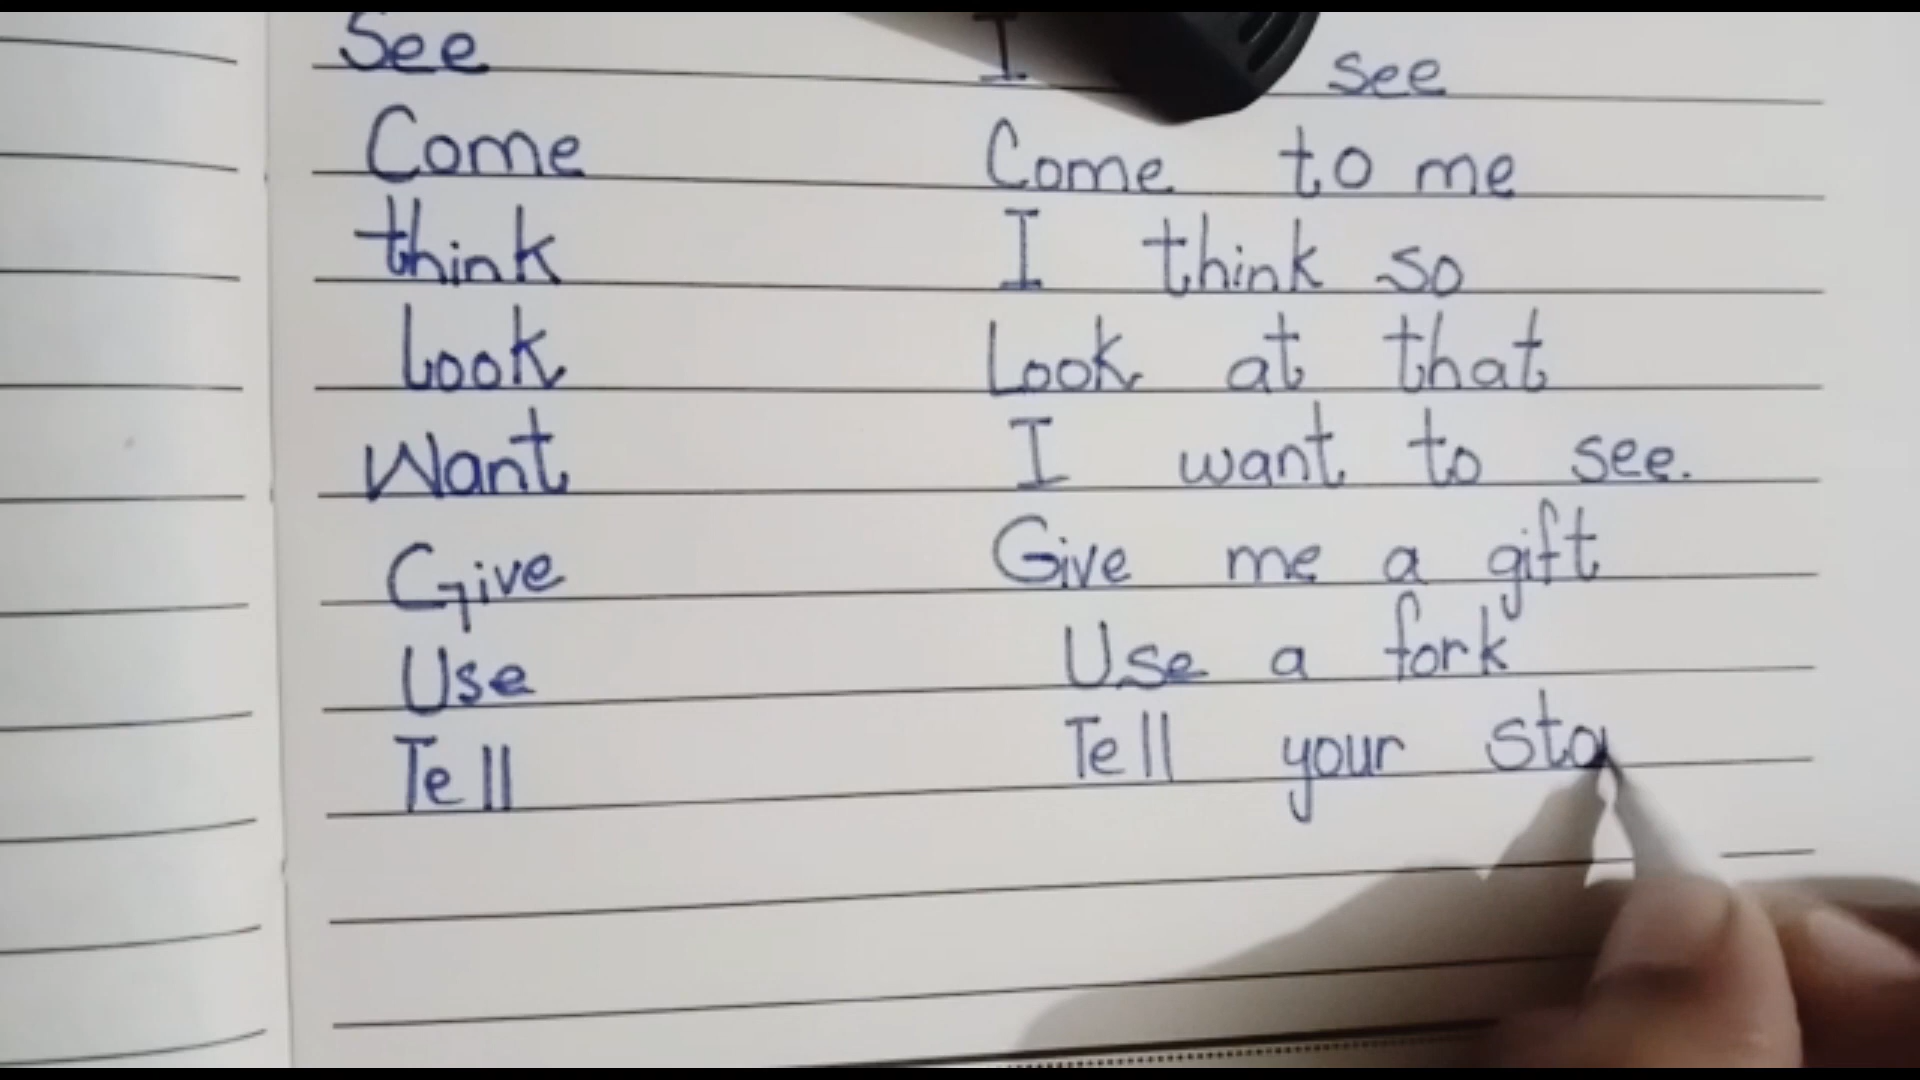 See I see
Come Come to me
think I think so
Look Look at that
Want I want to see.
Give Give me a gift
Use Use a fork
Tell Tell your